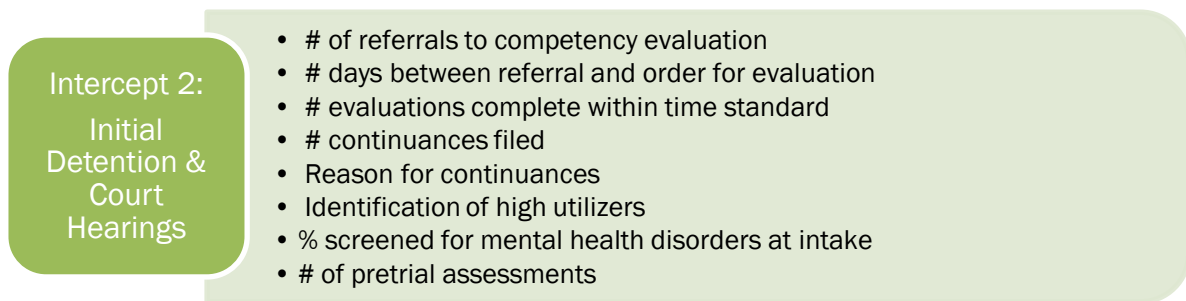 Intercept 2:
Initial
Detention &
Court
Hearings
• # of referrals to competency evaluation
• # days between referral and order for evaluation
• # evaluations complete within time standard
• # continuances filed
• Reason for continuances
• Identification of high utilizers
• % screened for mental health disorders at intake
• # of pretrial assessments